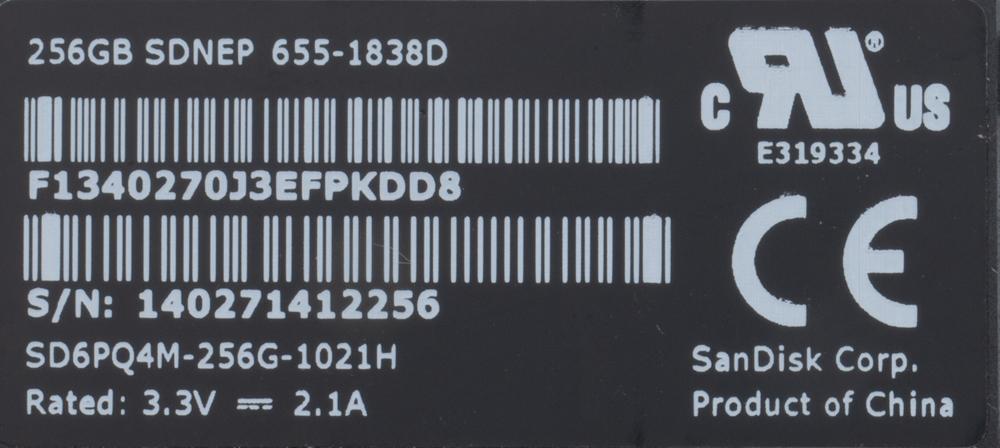 256GB SDNEP 655-1838D
F1340270J3EFPKDD8
S/N: 140271412256
SD6PQ4M-256G-1021H
Rated: 3.3V ⎓ 2.1A
C RU® US
E319334
CE
SanDisk Corp.
Product of China